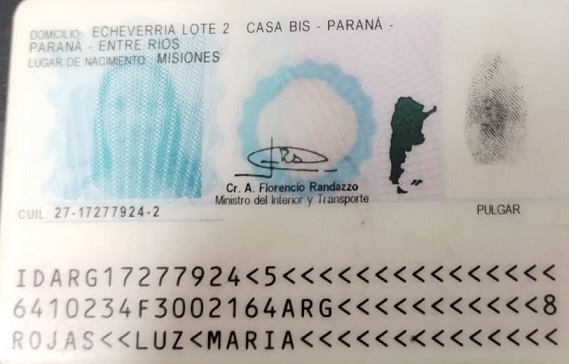 DOMICILIO: ECHEVERRIA LOTE 2 CASA BIS - PARANÁ -
PARANÁ - ENTRE RIOS
LUGAR DE NACIMIENTO: MISIONES
Cr. A. Florencio Randazzo
Ministro del Interior y Transporte
CUIL: 27-17277924-2
PULGAR
IDARG17277924<5<<<<<<<<<<<<<<<
6410234F3002164ARG<<<<<<<<<<<8
ROJAS<<LUZ<MARIA<<<<<<<<<<<<<<